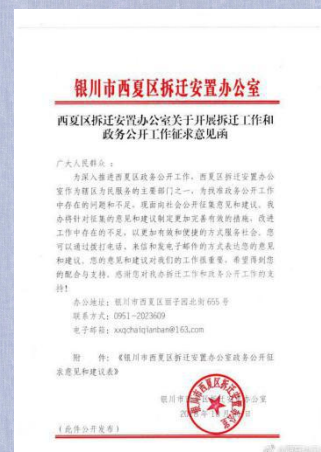 银川市西夏区拆迁安置办公室
西夏区拆迁安置办公室关于开展拆迁工作和
政务公开工作征求意见函
广大人民群众：
为深入推进西夏区政务公开工作，西夏区拆迁安置办公
室作为辖区为民服务的主要部门之一，为找准政务公开工作
中存在的问题和不足，现面向社会公开征集意见和建议，我
办将针对征集的意见和建议制定更加完善有效的措施，改进
工作中存在的不足，以更加有效和便捷的方式服务社会，您
可以通过拨打电话、来信和发电子邮件的方式表达您的意见
和建议，您的意见和建议对我们的工作很重要，希望得到您
的配合与支持，感谢您对我办拆迁工作和政务公开工作的支
持！
办公地址：银川市西夏区丽子园北街 655 号
联系方式：0951-2023609
电子邮箱：xxqchaiqianban@163.com
附 件：《银川市西夏区拆迁安置办公室政务公开征
求意见和建议表》
银川市西夏区拆迁安置办公室
（此件公开发布）